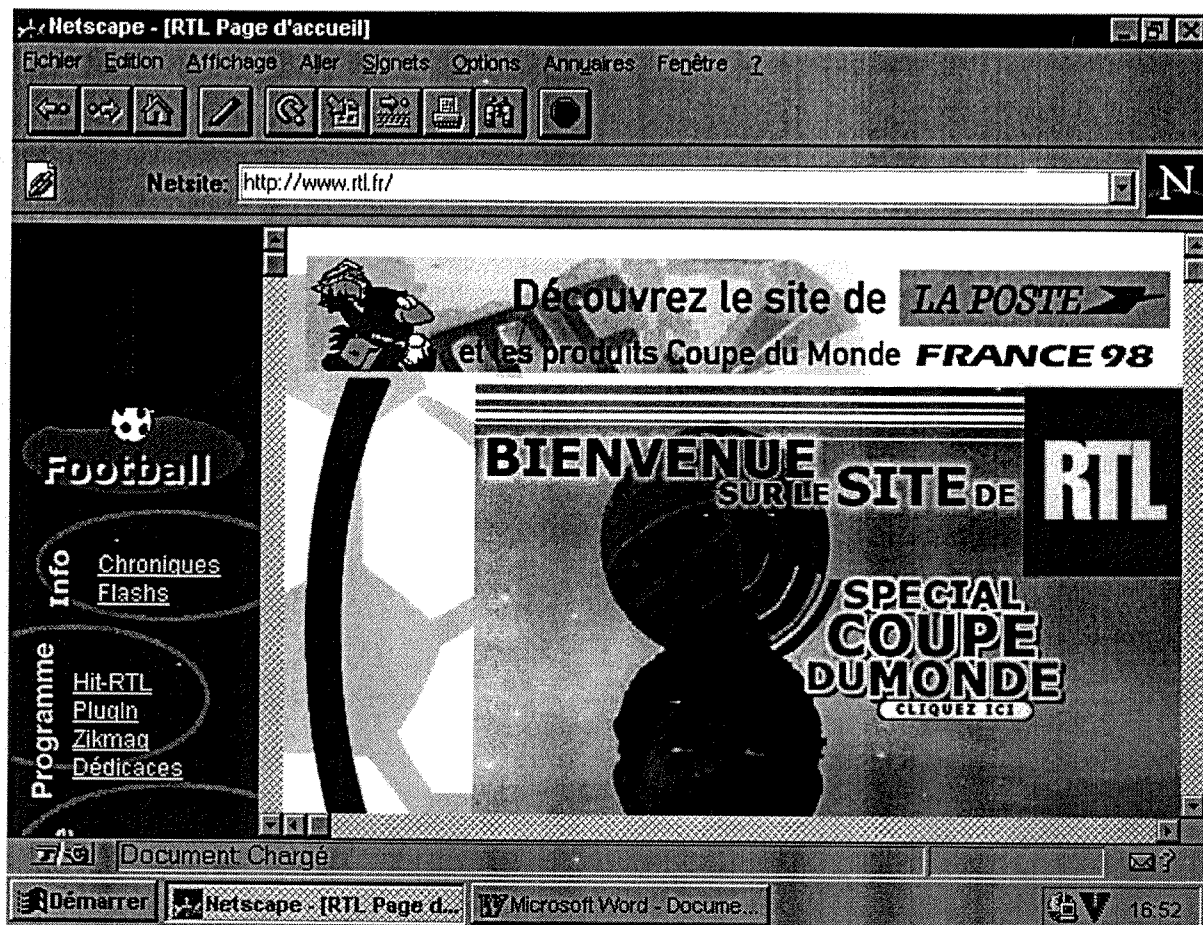 Netscape - [RTL Page d'accueil]
Fichier Edition Affichage Aller Signets Options Annuaires Fenêtre ?
Netsite: http://www.rtl.fr/
N
Découvrez le site de LA POSTE
et les produits Coupe du Monde FRANCE 98
Football
Info
Chroniques
Flashs
Programme
Hit-RTL
PlugIn
Zikmag
Dédicaces
BIENVENUE
SUR LE SITE DE
RTL
SPECIAL
COUPE
DU MONDE
CLIQUEZ ICI
Document Chargé
?
Démarrer Netscape - [RTL Page d... Microsoft Word - Docume... 16:52